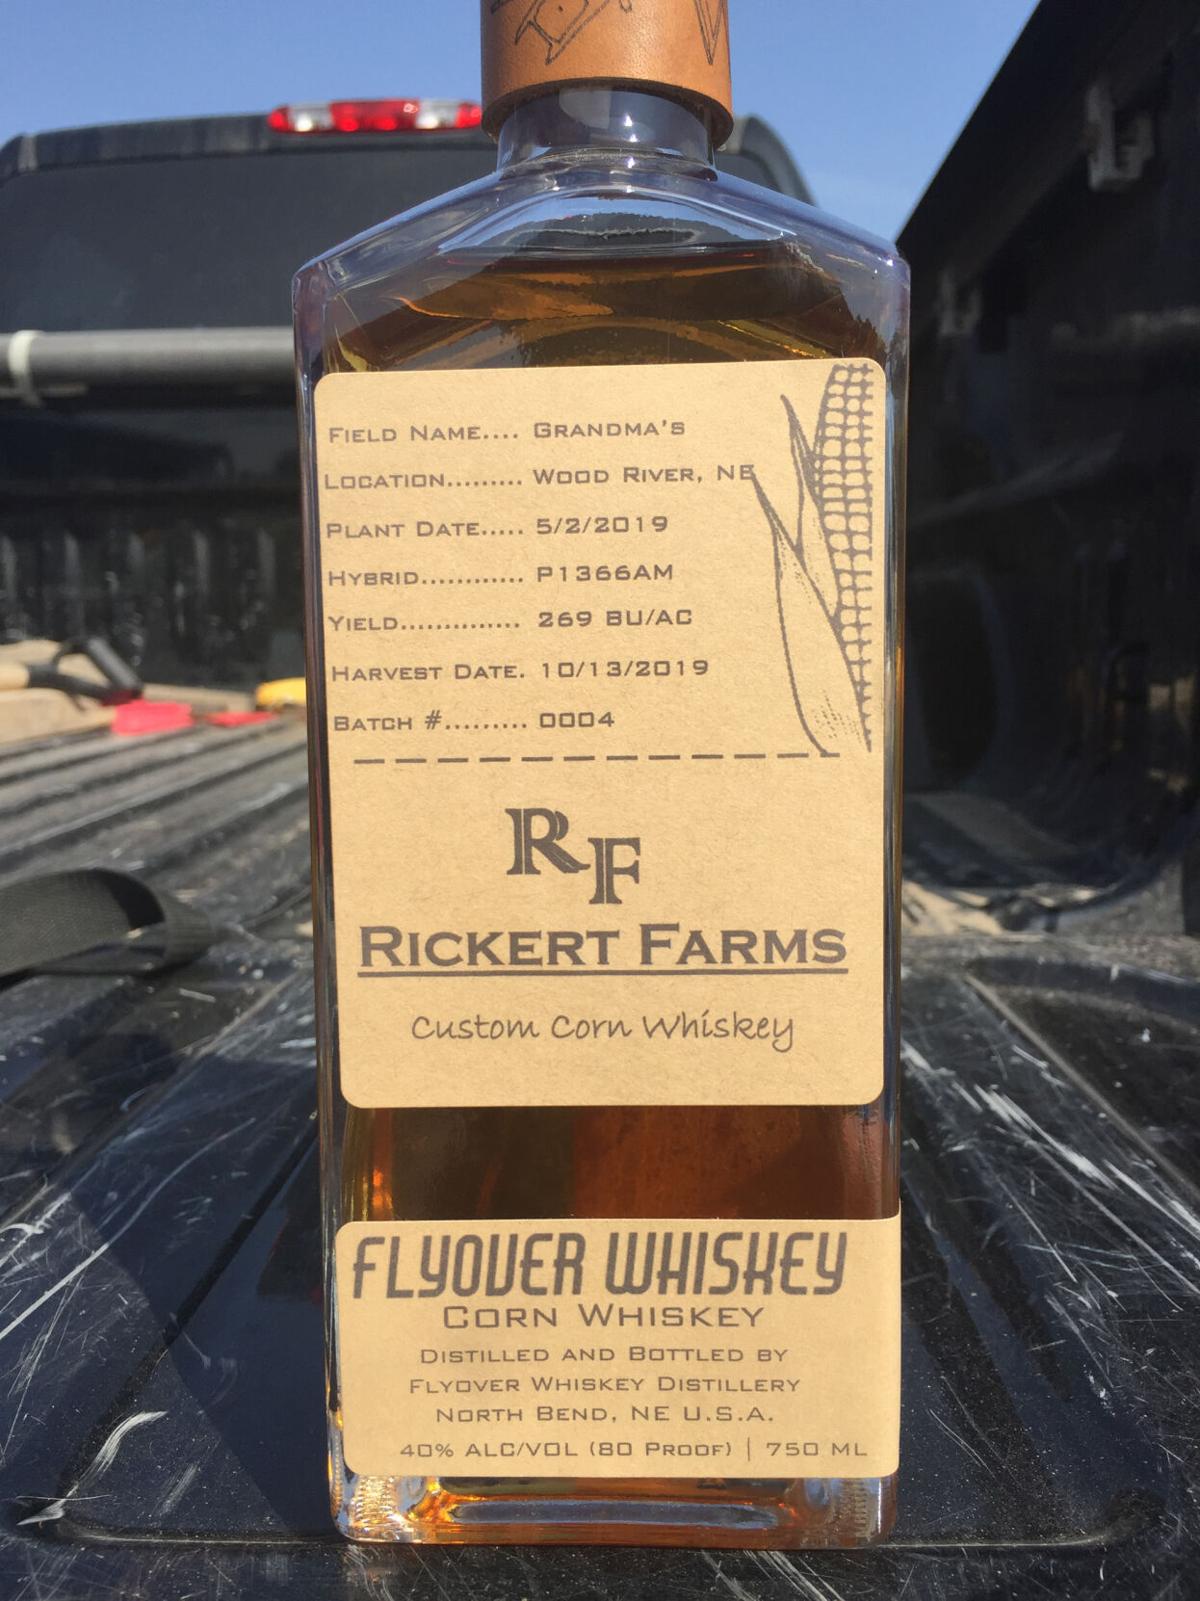 Field Name.... Grandma's
Location......... Wood River, NE
Plant Date..... 5/2/2019
Hybrid............ P1366AM
Yield.............. 269 BU/AC
Harvest Date. 10/13/2019
Batch #......... 0004
RF
Rickert Farms
Custom Corn Whiskey
FLYOVER WHISKEY
Corn Whiskey
Distilled and Bottled by
Flyover Whiskey Distillery
North Bend, NE U.S.A.
40% ALC/VOL (80 Proof) | 750 ML